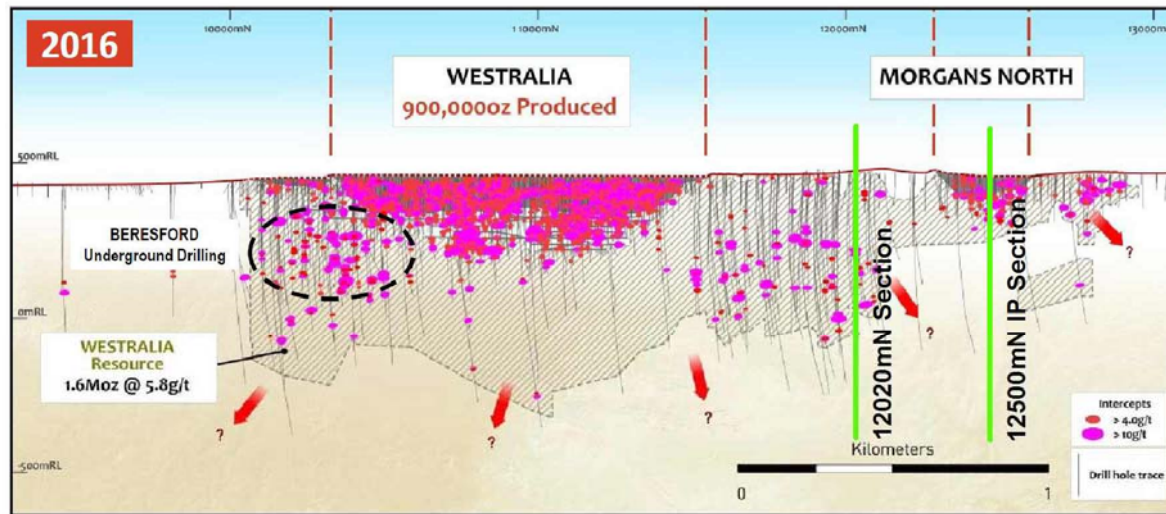 2016
10000mN
11000mN
12000mN
13000mN
WESTRALIA
900,000oz Produced
MORGANS NORTH
500mRL
BERESFORD
Underground Drilling
0mRL
WESTRALIA
Resource
1.6Moz @ 5.8g/t
?
?
?
?
?
12020mN Section
12500mN IP Section
Intercepts
> 4.0g/t
> 10g/t
Drill hole trace
-500mRL
Kilometers
0
1